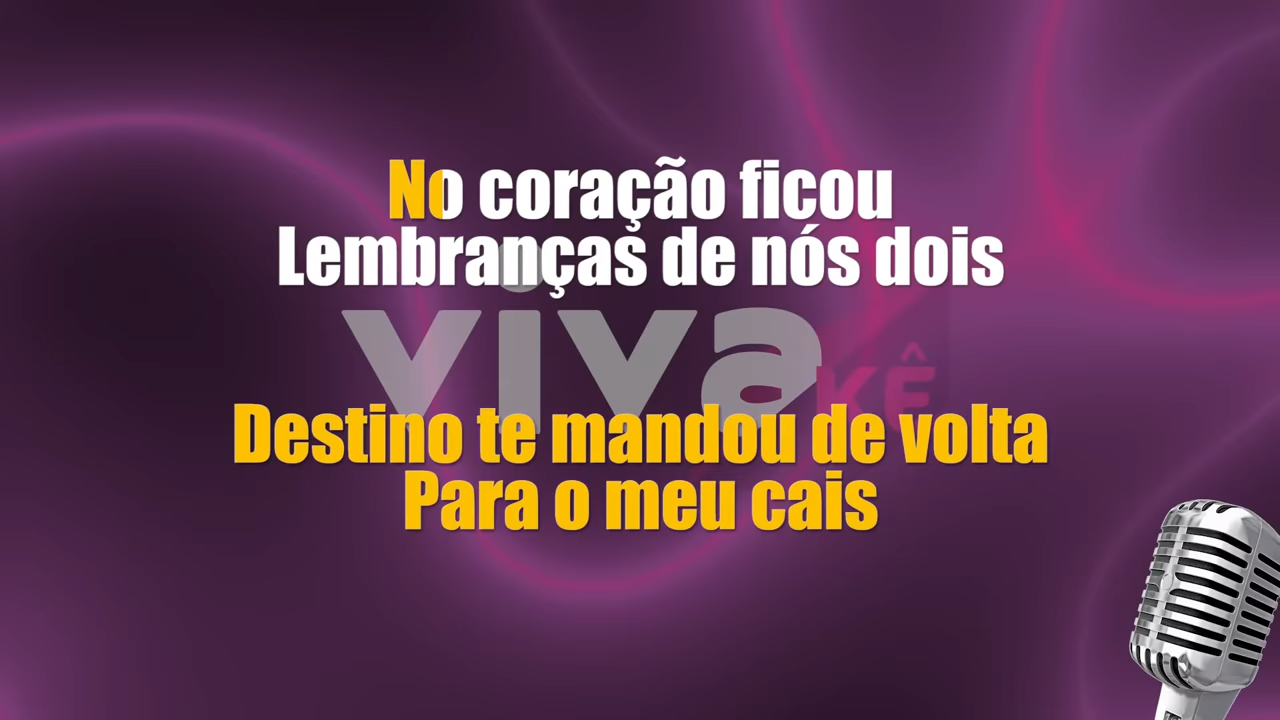 No coração ficou
Lembranças de nós dois
viva
KÊ
Destino te mandou de volta
Para o meu cais